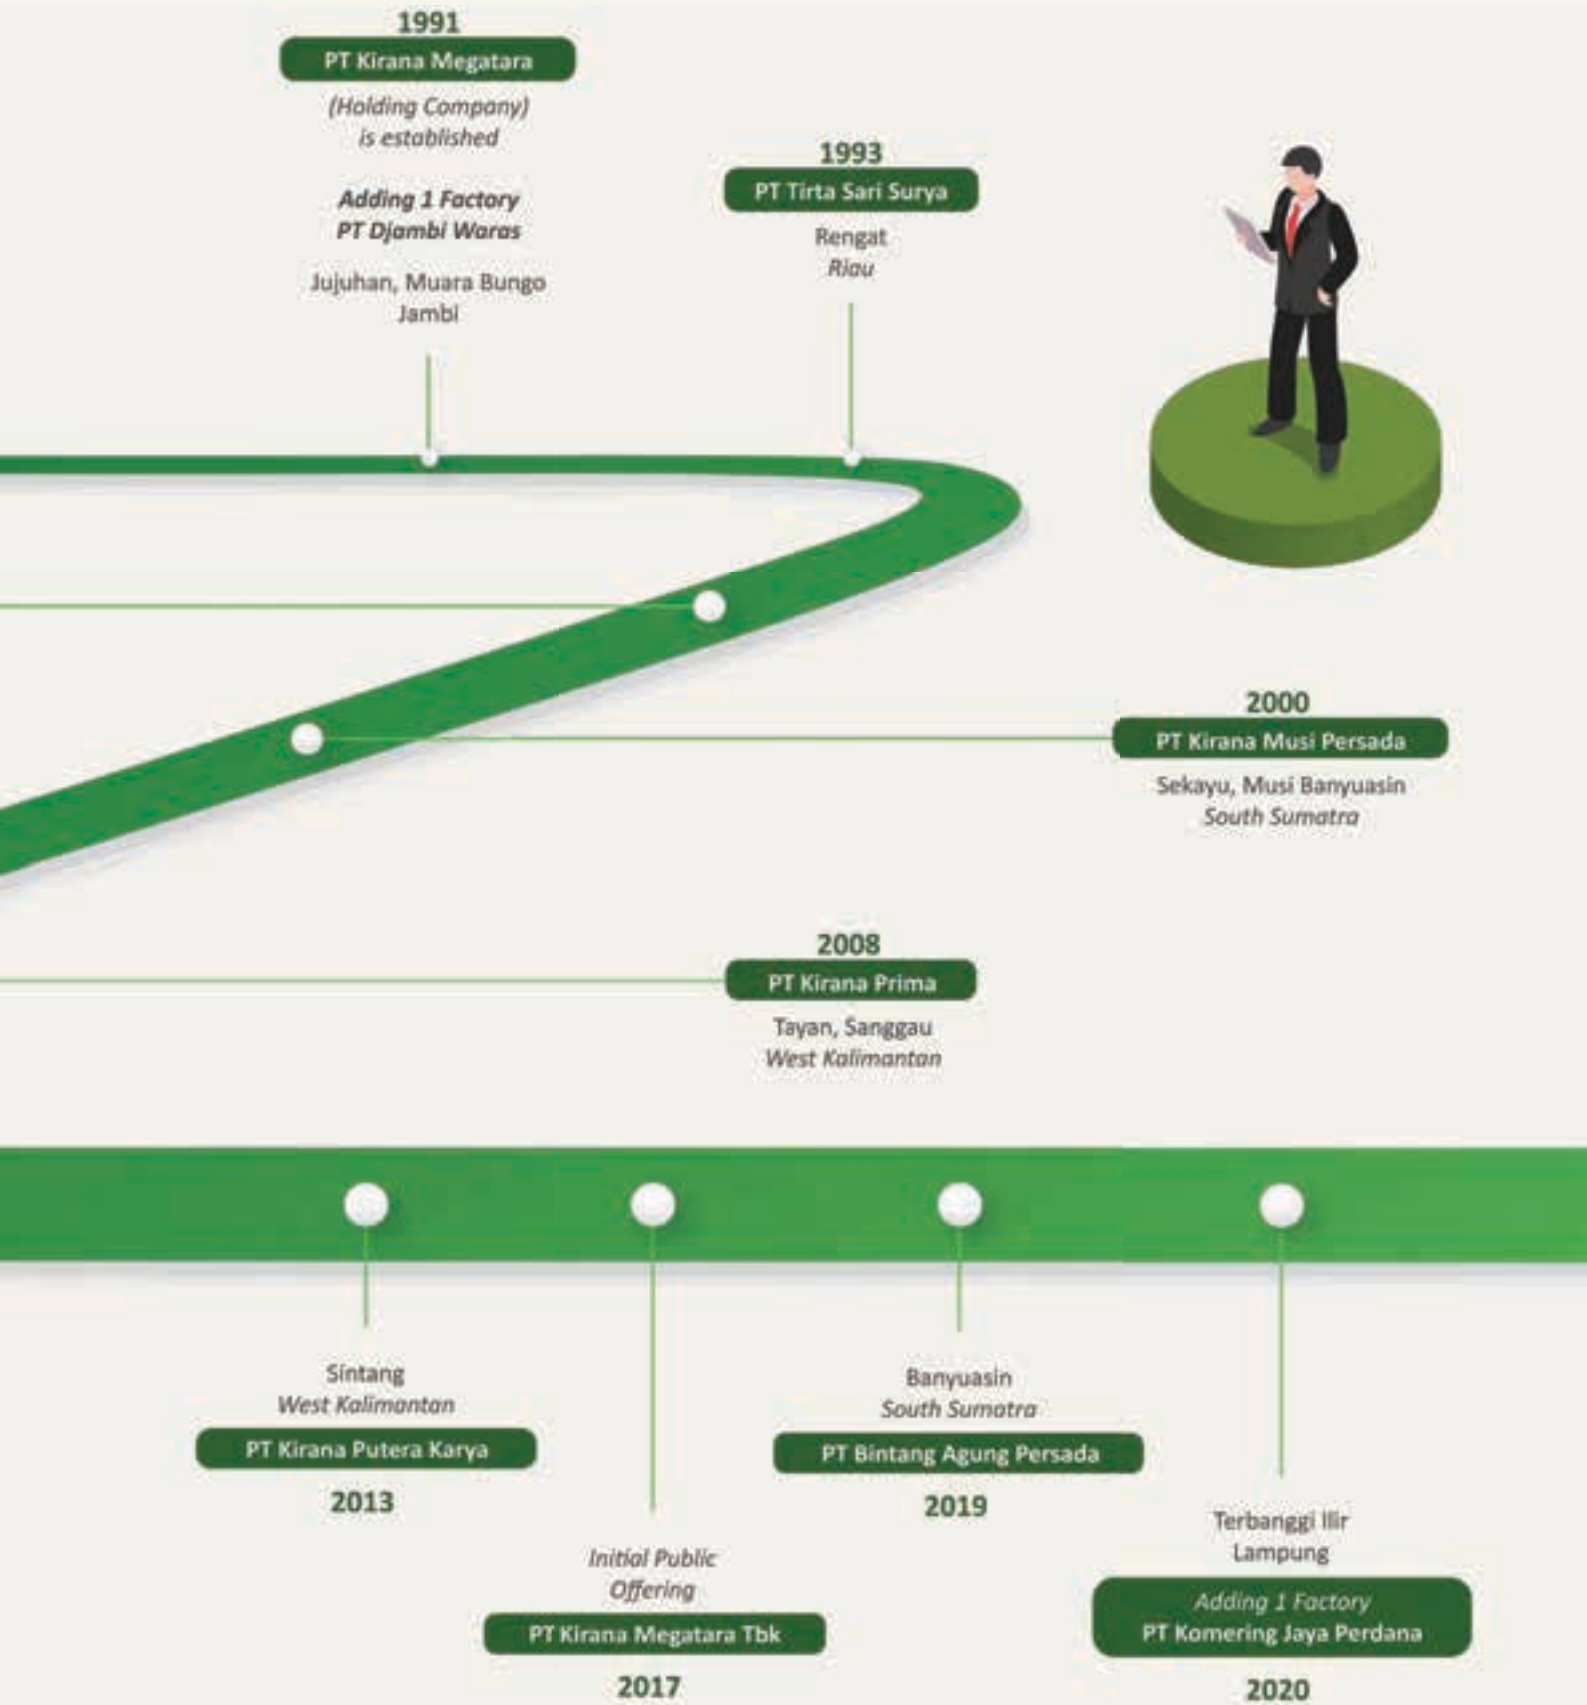 1991
PT Kirana Megatara
(Holding Company)
is established
Adding 1 Factory
PT Djambi Waras
Jujuhan, Muara Bungo
Jambi
1993
PT Tirta Sari Surya
Rengat
Riau
2000
PT Kirana Musi Persada
Sekayu, Musi Banyuasin
South Sumatra
2008
PT Kirana Prima
Tayan, Sanggau
West Kalimantan
Sintang
West Kalimantan
PT Kirana Putera Karya
2013
Initial Public
Offering
PT Kirana Megatara Tbk
2017
Banyuasin
South Sumatra
PT Bintang Agung Persada
2019
Terbanggi Ilir
Lampung
Adding 1 Factory
PT Komering Jaya Perdana
2020